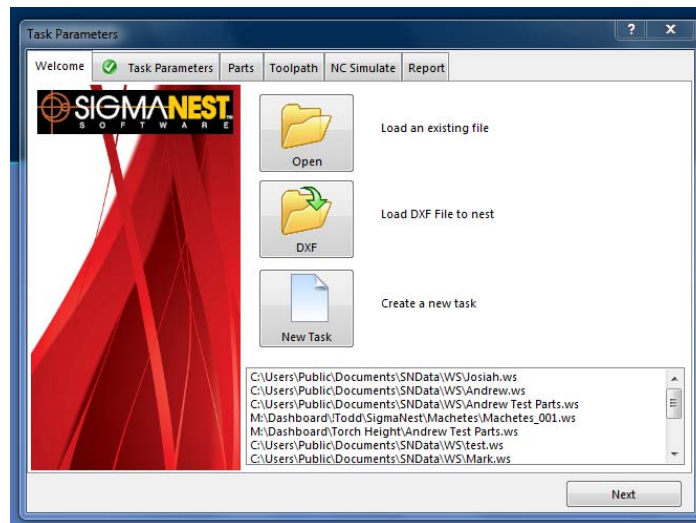 Task Parameters
? X
Welcome Task Parameters Parts Toolpath NC Simulate Report
SIGMANEST
SOFTWARE
Open
Load an existing file
DXF
Load DXF File to nest
New Task
Create a new task
C:\Users\Public\Documents\SNData\WS\Josiah.ws
C:\Users\Public\Documents\SNData\WS\Andrew.ws
C:\Users\Public\Documents\SNData\WS\Andrew Test Parts.ws
M:\Dashboard\!Todd\SigmaNest\Machetes\Machetes_001.ws
M:\Dashboard\Torch Height\Andrew Test Parts.ws
C:\Users\Public\Documents\SNData\WS\test.ws
C:\Users\Public\Documents\SNData\WS\Mark.ws
Next